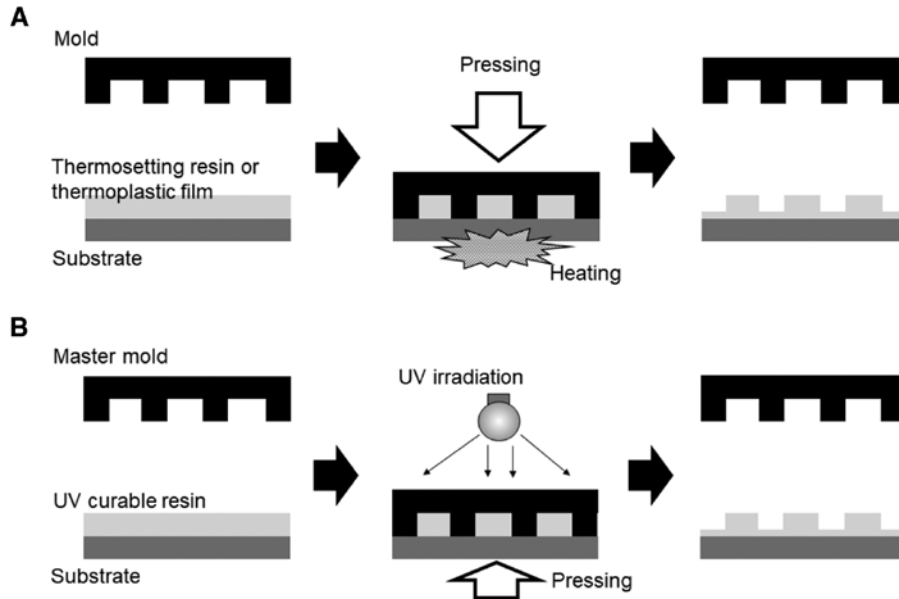 A
Mold
Pressing
Thermosetting resin or
thermoplastic film
Substrate
Heating
B
Master mold
UV irradiation
UV curable resin
Substrate
Pressing